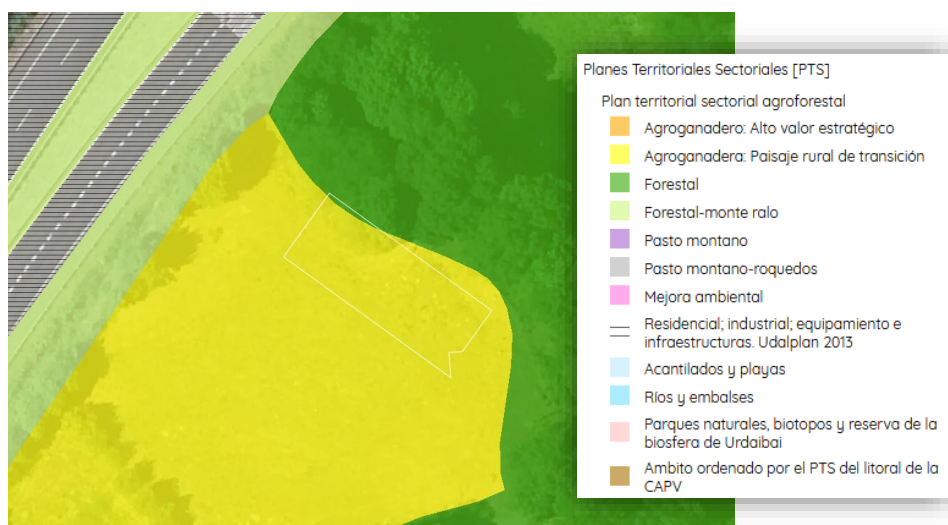 Planes Territoriales Sectoriales [PTS]
Plan territorial sectorial agroforestal
Agroganadero: Alto valor estratégico
Agroganadera: Paisaje rural de transición
Forestal
Forestal-monte ralo
Pasto montano
Pasto montano-roquedos
Mejora ambiental
Residencial; industrial; equipamiento e
infraestructuras. Udalplan 2013
Acantilados y playas
Ríos y embalses
Parques naturales, biotopos y reserva de la
biosfera de Urdaibai
Ambito ordenado por el PTS del litoral de la
CAPV